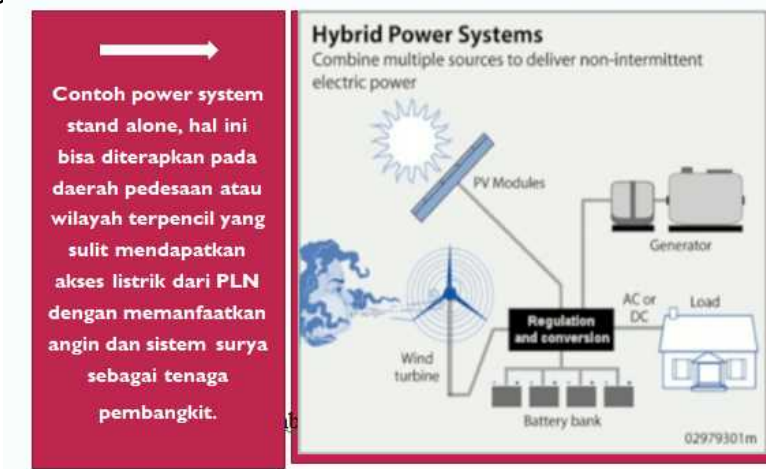 Contoh power system
stand alone, hal ini
bisa diterapkan pada
daerah pedesaan atau
wilayah terpencil yang
sulit mendapatkan
akses listrik dari PLN
dengan memanfaatkan
angin dan sistem surya
sebagai tenaga
pembangkit.
Hybrid Power Systems
Combine multiple sources to deliver non-intermittent
electric power
PV Modules
Generator
AC or
DC
Load
Regulation
and conversion
Wind
turbine
Battery bank
02979301m